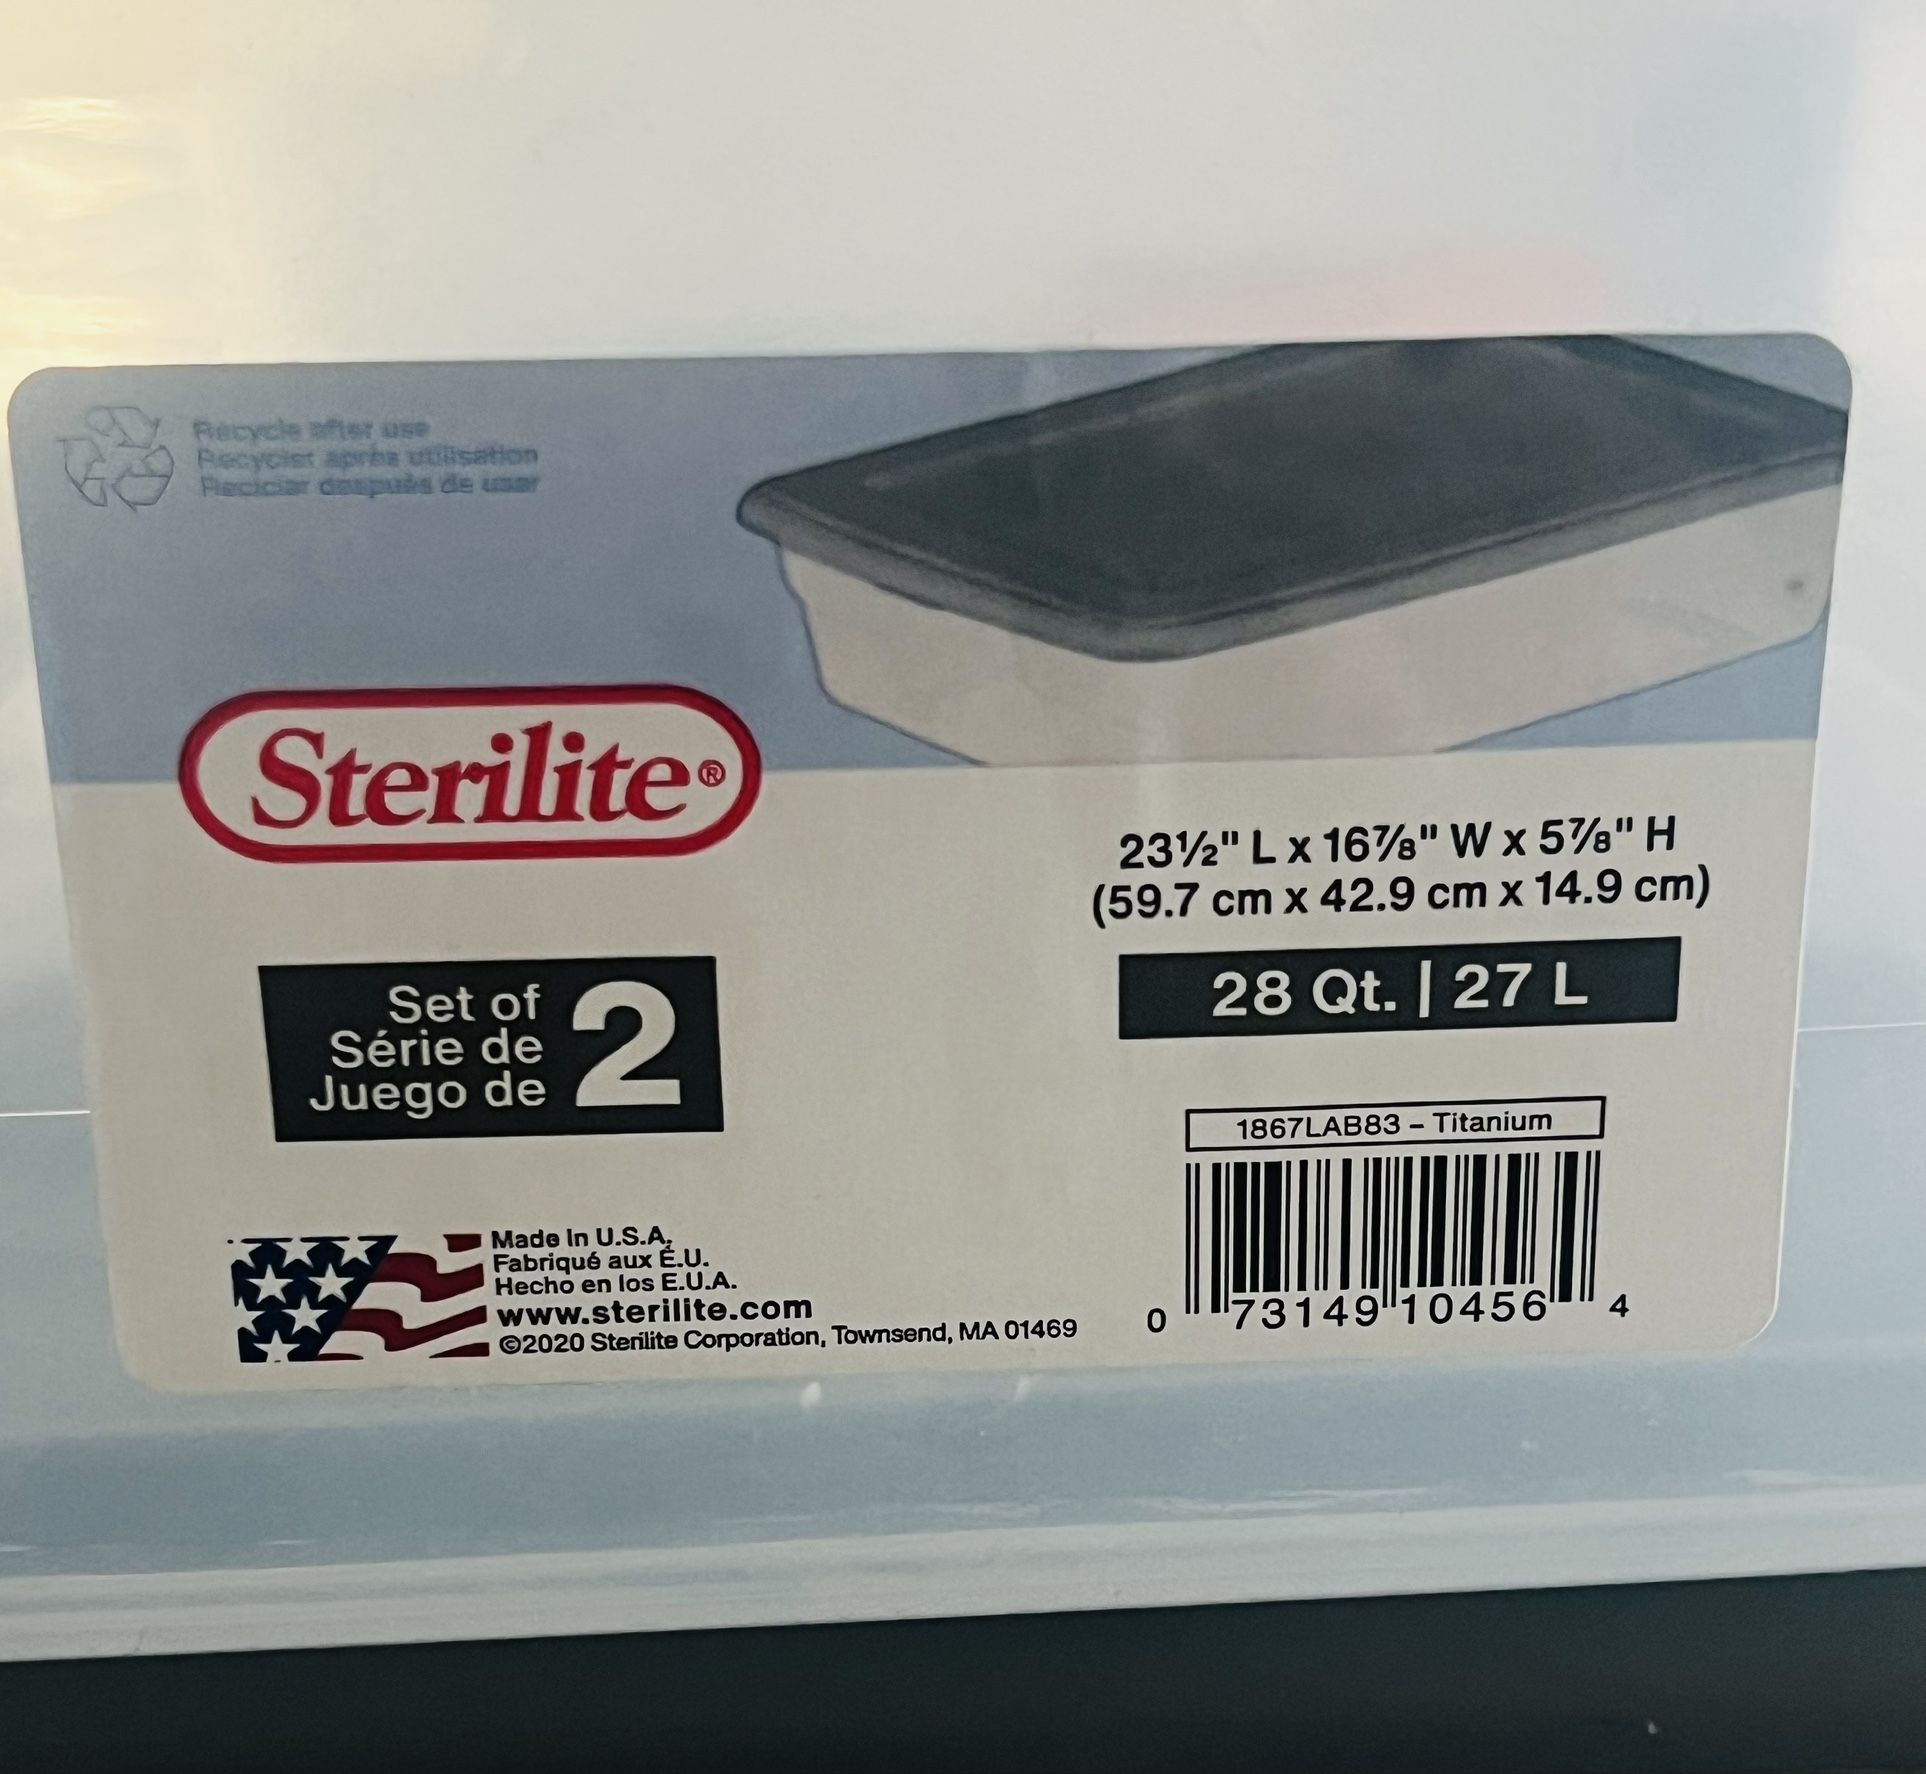 Recycle after use
Recycler après utilisation
Reciclar después de usar
Sterilite®
23½" L x 16⅞" W x 5⅞" H
(59.7 cm x 42.9 cm x 14.9 cm)
Set of
Série de
Juego de
2
28 Qt. | 27 L
1867LAB83 – Titanium
0 73149 10456 4
Made in U.S.A.
Fabriqué aux É.U.
Hecho en los E.U.A.
www.sterilite.com
©2020 Sterilite Corporation, Townsend, MA 01469